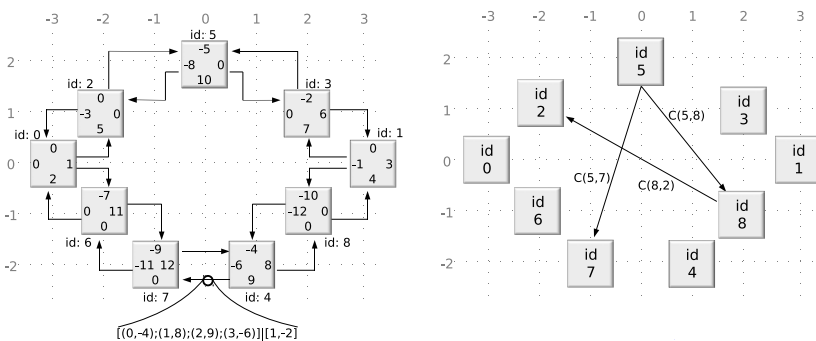 -3 -2 -1 0 1 2 3
id: 5
-5
-8 0
10
2
id: 2
0
-3 0
5
id: 3
-2
0 6
7
1
id: 0
0
0 1
2
id: 1
0
-1 3
4
0
-7
0 11
0
id: 6
-10
-12 0
0
id: 8
-1
-9
-11 12
0
id: 7
-4
-6 8
9
id: 4
-2
[(0,-4);(1,8);(2,9);(3,-6)]|[1,-2]
-3 -2 -1 0 1 2 3
2
1
0
-1
-2
id
5
id
2
id
3
C(5,8)
id
0
id
1
C(5,7)
C(8,2)
id
6
id
8
id
7
id
4